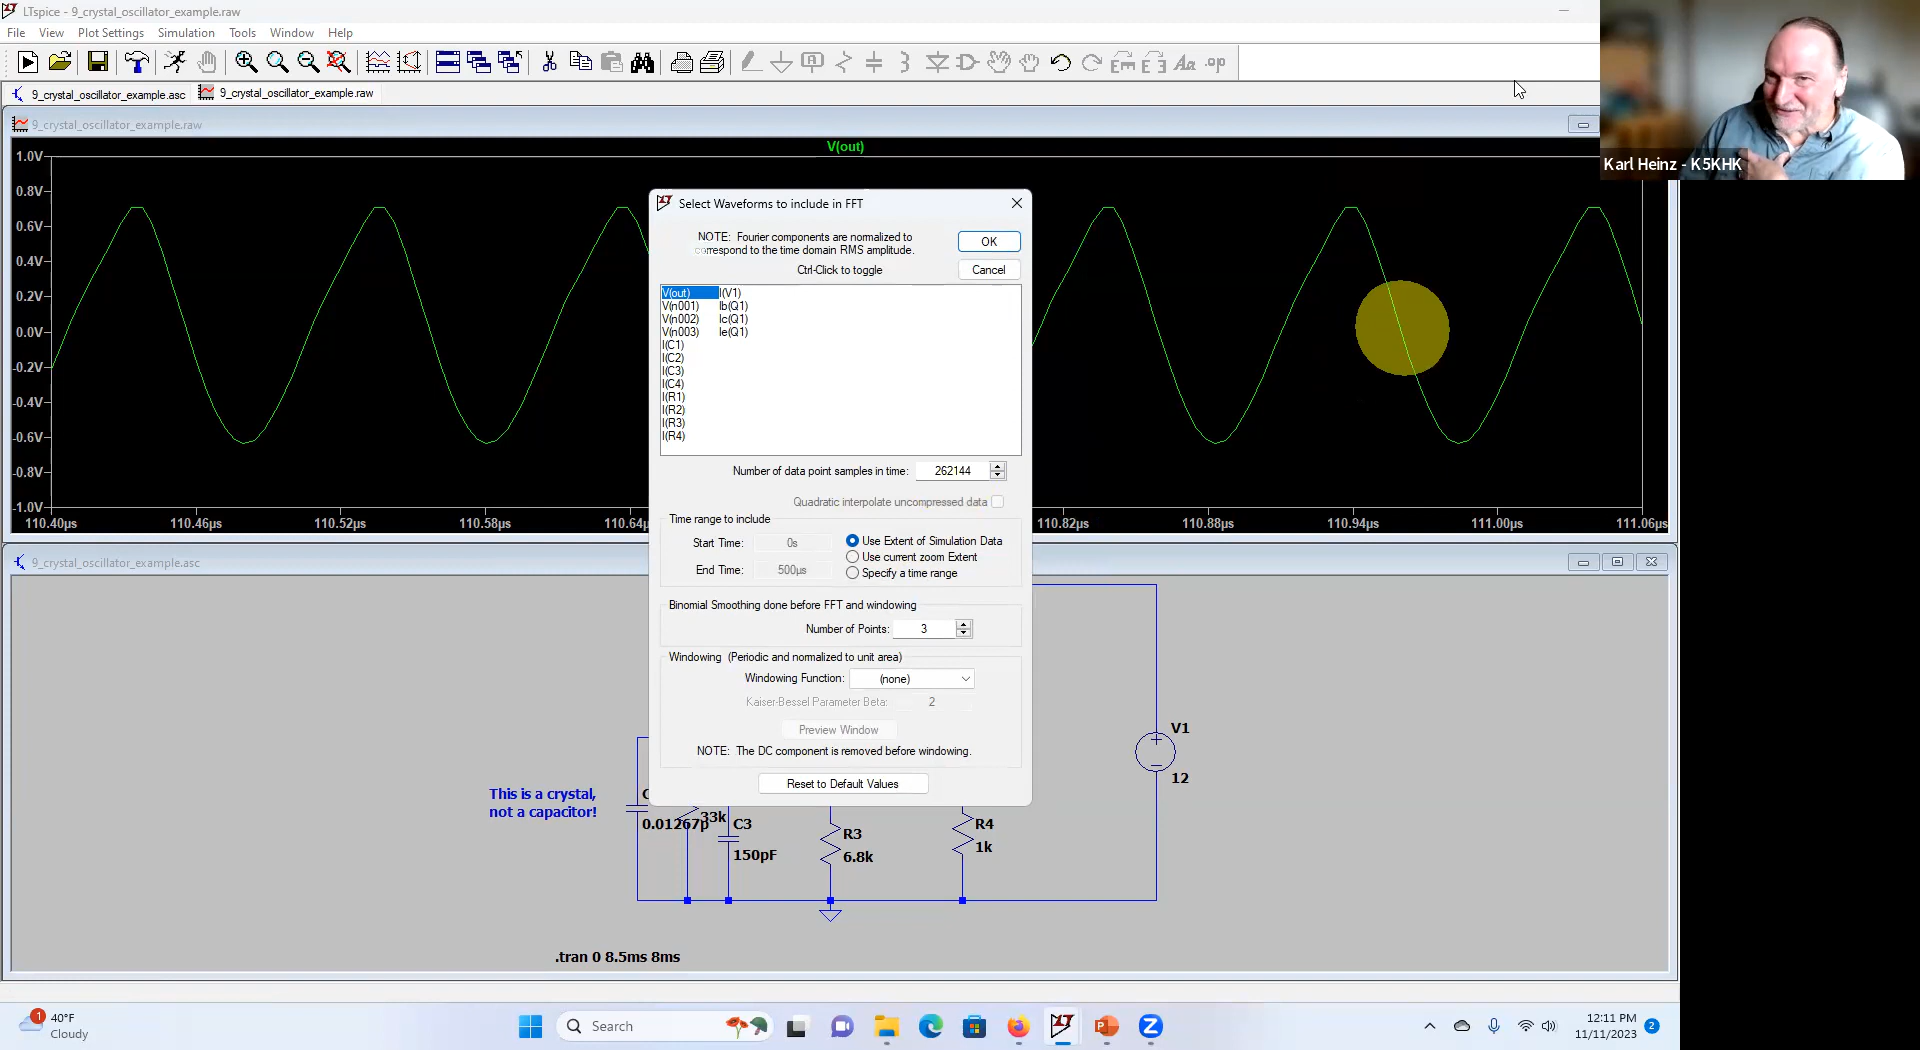 LTspice - 9_crystal_oscillator_example.raw
File View Plot Settings Simulation Tools Window Help
.op
9_crystal_oscillator_example.asc 9_crystal_oscillator_example.raw
9_crystal_oscillator_example.raw
V(out)
1.0V
0.8V
0.6V
0.4V
0.2V
0.0V
-0.2V
-0.4V
-0.6V
-0.8V
-1.0V
110.40µs 110.46µs 110.52µs 110.58µs 110.64µ 110.82µs 110.88µs 110.94µs 111.00µs 111.06µs
Karl Heinz - K5KHK
Select Waveforms to include in FFT
NOTE: Fourier components are normalized to
correspond to the time domain RMS amplitude.
Ctrl-Click to toggle
OK
Cancel
V(out) I(V1)
V(n001) Ib(Q1)
V(n002) Ic(Q1)
V(n003) Ie(Q1)
I(C1)
I(C2)
I(C3)
I(C4)
I(R1)
I(R2)
I(R3)
I(R4)
Number of data point samples in time: 262144
Quadratic interpolate uncompressed data
Time range to include
Start Time: 0s
End Time: 500µs
Use Extent of Simulation Data
Use current zoom Extent
Specify a time range
Binomial Smoothing done before FFT and windowing
Number of Points: 3
Windowing (Periodic and normalized to unit area)
Windowing Function: (none)
Kaiser-Bessel Parameter Beta: 2
Preview Window
NOTE: The DC component is removed before windowing.
Reset to Default Values
9_crystal_oscillator_example.asc
This is a crystal,
not a capacitor!
0.01267p
33k
C3
150pF
R3
6.8k
R4
1k
V1
12
.tran 0 8.5ms 8ms
1
40°F
Cloudy
Search
12:11 PM
11/11/2023
2